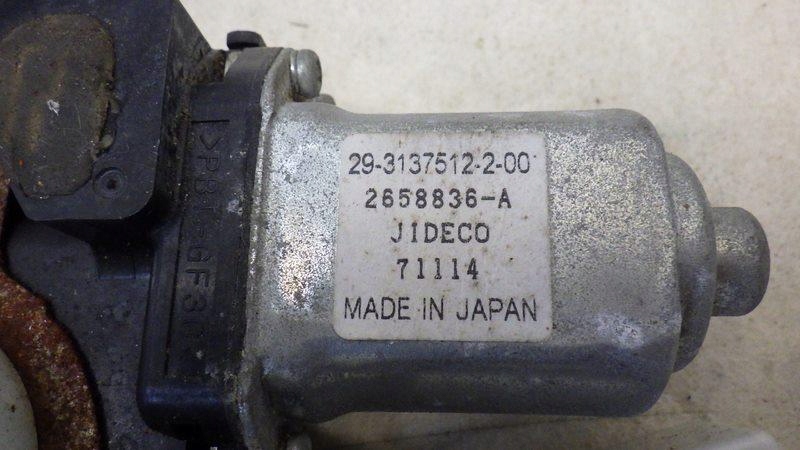 29-3137512-2-00
2658836-A
JIDECO
71114
MADE IN JAPAN